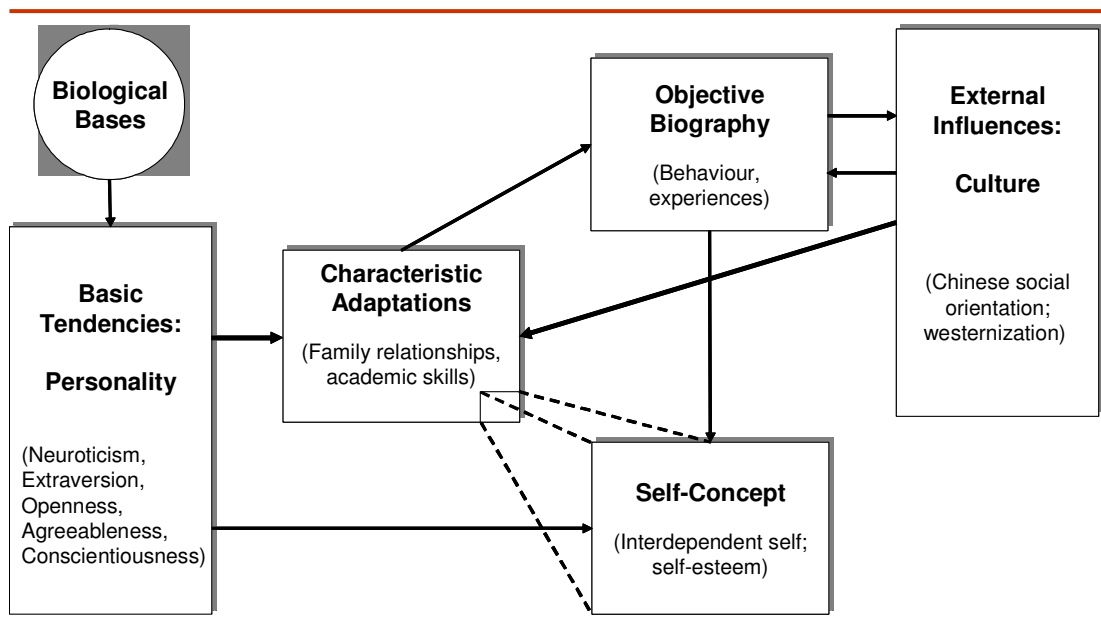 Biological
Bases
Basic
Tendencies:
Personality
(Neuroticism,
Extraversion,
Openness,
Agreeableness,
Conscientiousness)
Characteristic
Adaptations
(Family relationships,
academic skills)
Objective
Biography
(Behaviour,
experiences)
Self-Concept
(Interdependent self;
self-esteem)
External
Influences:
Culture
(Chinese social
orientation;
westernization)